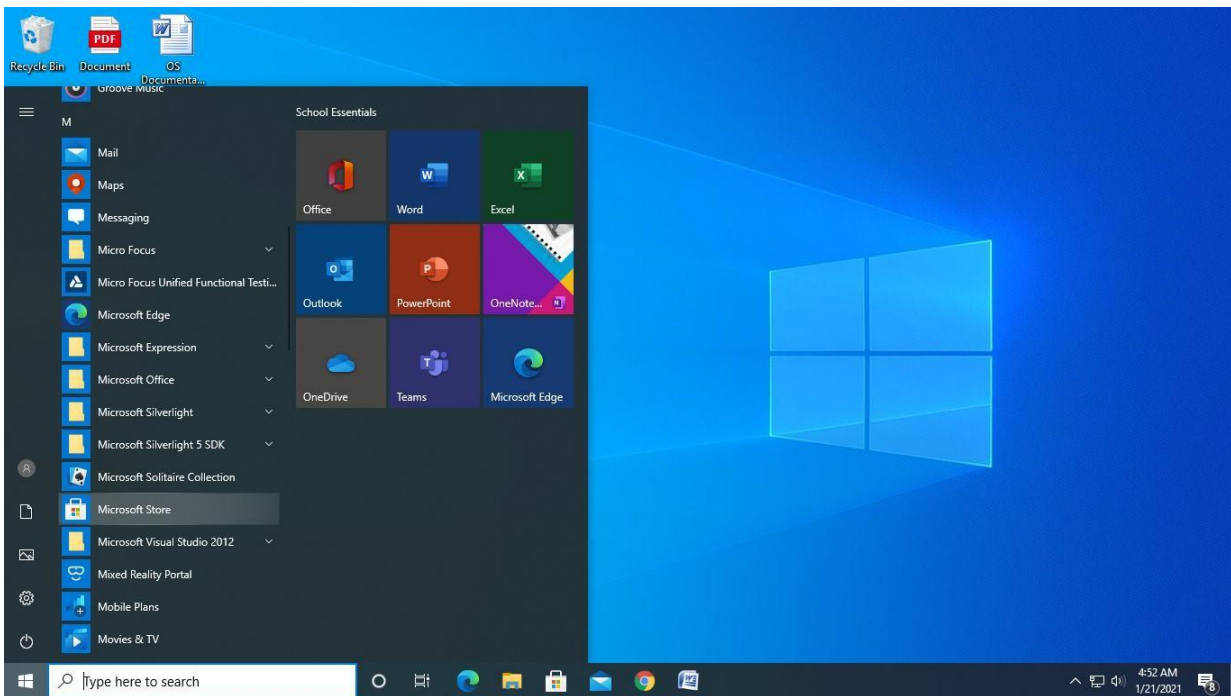 PDF
Recycle Bin
Document
OS
Documenta...
Groove Music
M
Mail
Maps
Messaging
Micro Focus
Micro Focus Unified Functional Testi...
Microsoft Edge
Microsoft Expression
Microsoft Office
Microsoft Silverlight
Microsoft Silverlight 5 SDK
Microsoft Solitaire Collection
Microsoft Store
Microsoft Visual Studio 2012
Mixed Reality Portal
Mobile Plans
Movies & TV
School Essentials
Office
Word
Excel
Outlook
PowerPoint
OneNote...
OneDrive
Teams
Microsoft Edge
Type here to search
4:52 AM
1/21/2021
8